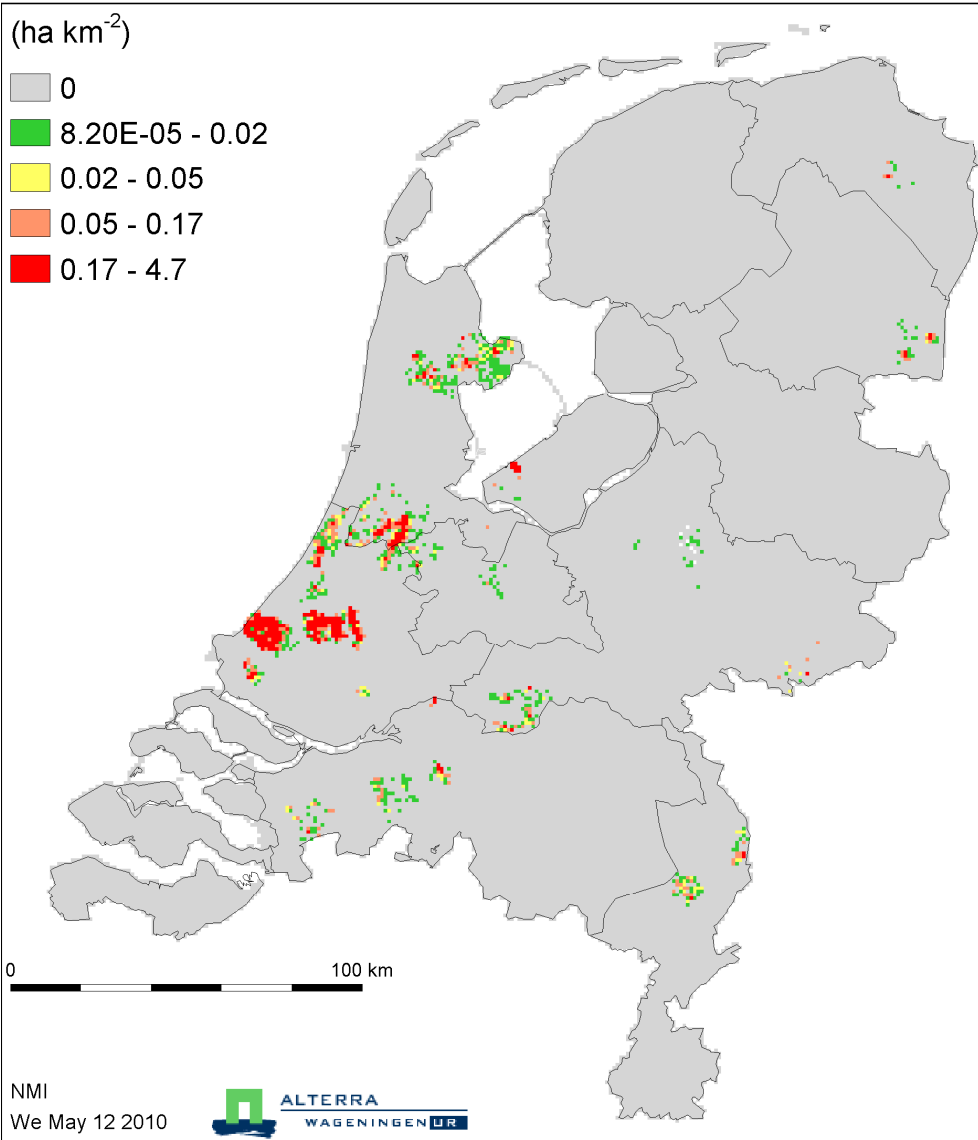 (ha km-2)
0
8.20E-05 - 0.02
0.02 - 0.05
0.05 - 0.17
0.17 - 4.7
0 100 km
NMI
We May 12 2010
ALTERRA
WAGENINGEN UR